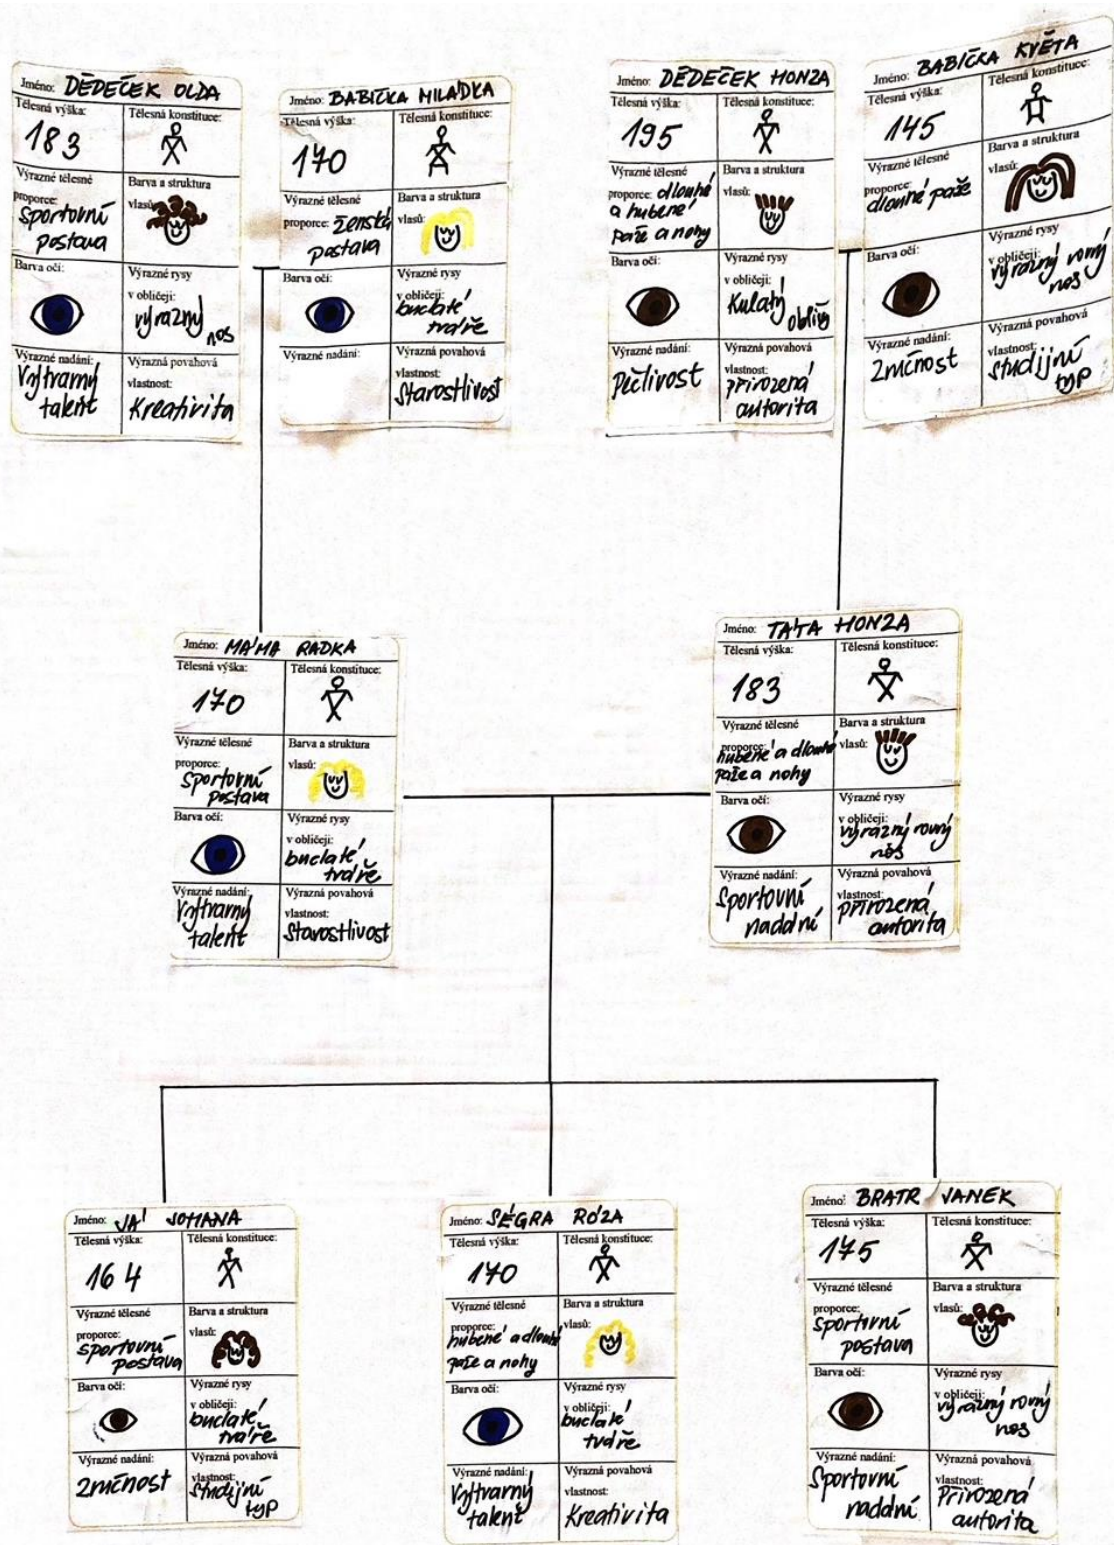 Jméno: DĚDEČEK OLDA
Tělesná výška:
183
Tělesná konstituce:
Výrazné tělesné
proporce:
sportovní
postava
Barva a struktura
vlasů:
Barva očí:
Výrazné rysy
v obličeji:
výrazný
nos
Výrazné nadání:
Výtvarný
talent
Výrazná povahová
vlastnost:
Kreativita
Jméno: BABIČKA MILÁDKA
Tělesná výška:
170
Tělesná konstituce:
Výrazné tělesné
proporce: ženská
postava
Barva a struktura
vlasů:
Barva očí:
Výrazné rysy
v obličeji:
buclaté
tváře
Výrazné nadání:
Výrazná povahová
vlastnost:
Starostlivost
Jméno: DĚDEČEK HONZA
Tělesná výška:
195
Tělesná konstituce:
Výrazné tělesné
proporce: dlouhé
a hubené
paže a nohy
Barva a struktura
vlasů:
Barva očí:
Výrazné rysy
v obličeji:
Kulatý
obličej
Výrazné nadání:
Pečlivost
Výrazná povahová
vlastnost:
přirozená
autorita
Jméno: BABIČKA KVĚTA
Tělesná výška:
145
Tělesná konstituce:
Výrazné tělesné
proporce:
dlouhé paže
Barva a struktura
vlasů:
Barva očí:
Výrazné rysy
v obličeji:
výrazný rovný
nos
Výrazné nadání:
Zručnost
Výrazná povahová
vlastnost:
studijní
typ
Jméno: MÁMA RADKA
Tělesná výška:
170
Tělesná konstituce:
Výrazné tělesné
proporce:
sportovní
postava
Barva a struktura
vlasů:
Barva očí:
Výrazné rysy
v obličeji:
buclaté
tváře
Výrazné nadání:
Výtvarný
talent
Výrazná povahová
vlastnost:
Starostlivost
Jméno: TÁTA HONZA
Tělesná výška:
183
Tělesná konstituce:
Výrazné tělesné
proporce:
hubené a dlouhé
paže a nohy
Barva a struktura
vlasů:
Barva očí:
Výrazné rysy
v obličeji:
výrazný rovný
nos
Výrazné nadání:
Sportovní
nadání
Výrazná povahová
vlastnost:
přirozená
autorita
Jméno: JÁ JOHANA
Tělesná výška:
164
Tělesná konstituce:
Výrazné tělesné
proporce:
sportovní
postava
Barva a struktura
vlasů:
Barva očí:
Výrazné rysy
v obličeji:
buclaté
tváře
Výrazné nadání:
Zručnost
Výrazná povahová
vlastnost:
Studijní
typ
Jméno: SÉGRA RÓZA
Tělesná výška:
170
Tělesná konstituce:
Výrazné tělesné
proporce:
hubené a dlouhé
paže a nohy
Barva a struktura
vlasů:
Barva očí:
Výrazné rysy
v obličeji:
buclaté
tváře
Výrazné nadání:
Výtvarný
talent
Výrazná povahová
vlastnost:
Kreativita
Jméno: BRATR JANEK
Tělesná výška:
175
Tělesná konstituce:
Výrazné tělesné
proporce:
sportovní
postava
Barva a struktura
vlasů:
Barva očí:
Výrazné rysy
v obličeji:
výrazný rovný
nos
Výrazné nadání:
Sportovní
nadání
Výrazná povahová
vlastnost:
Přirozená
autorita